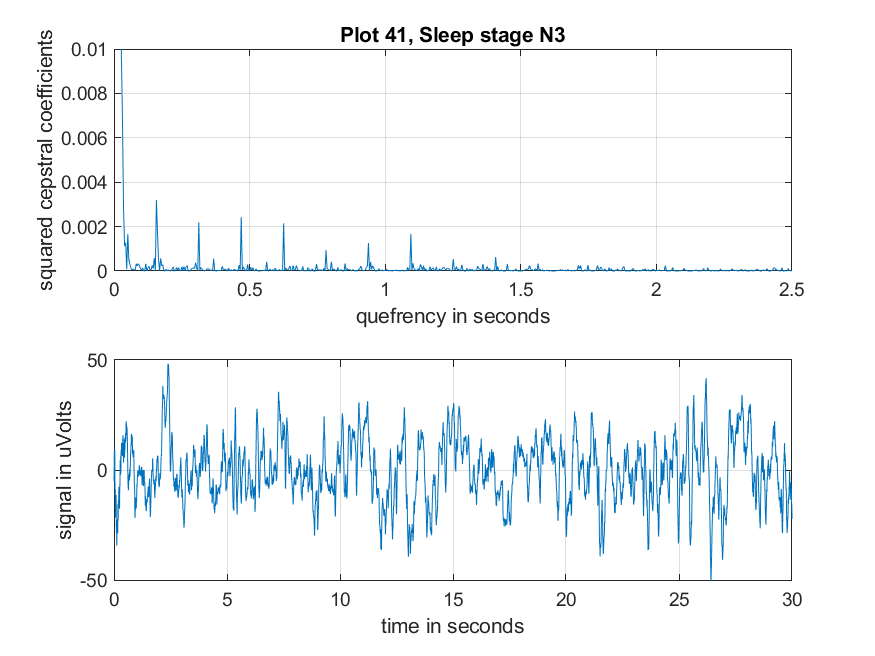 Plot 41, Sleep stage N3
squared cepstral coefficients
0.01
0.008
0.006
0.004
0.002
0
0 0.5 1 1.5 2 2.5
quefrency in seconds
signal in uVolts
50
0
-50
0 5 10 15 20 25 30
time in seconds